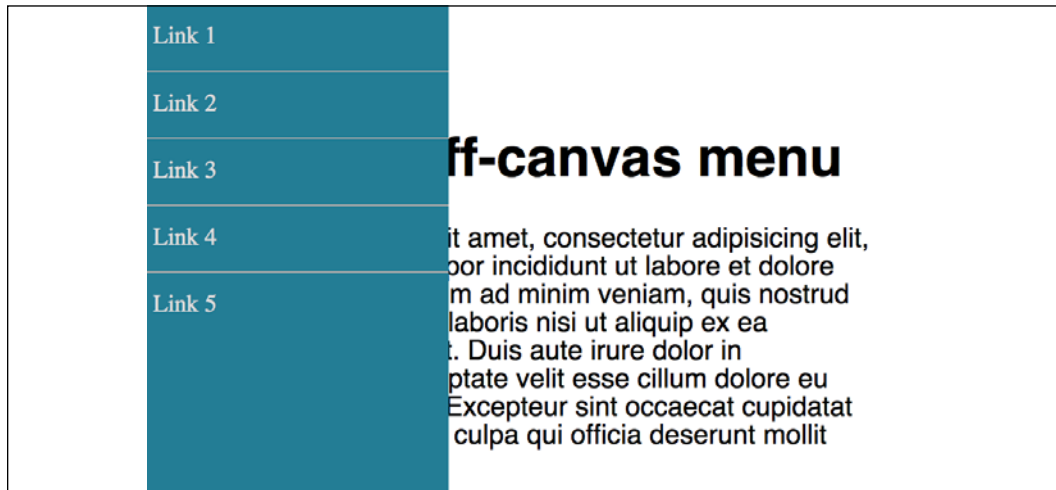 Link 1
Link 2
Link 3
Link 4
Link 5
ff-canvas menu
it amet, consectetur adipisicing elit,
incididunt ut labore et dolore
m ad minim veniam, quis nostrud
laboris nisi ut aliquip ex ea
t. Duis aute irure dolor in
ptate velit esse cillum dolore eu
Excepteur sint occaecat cupidatat
culpa qui officia deserunt mollit